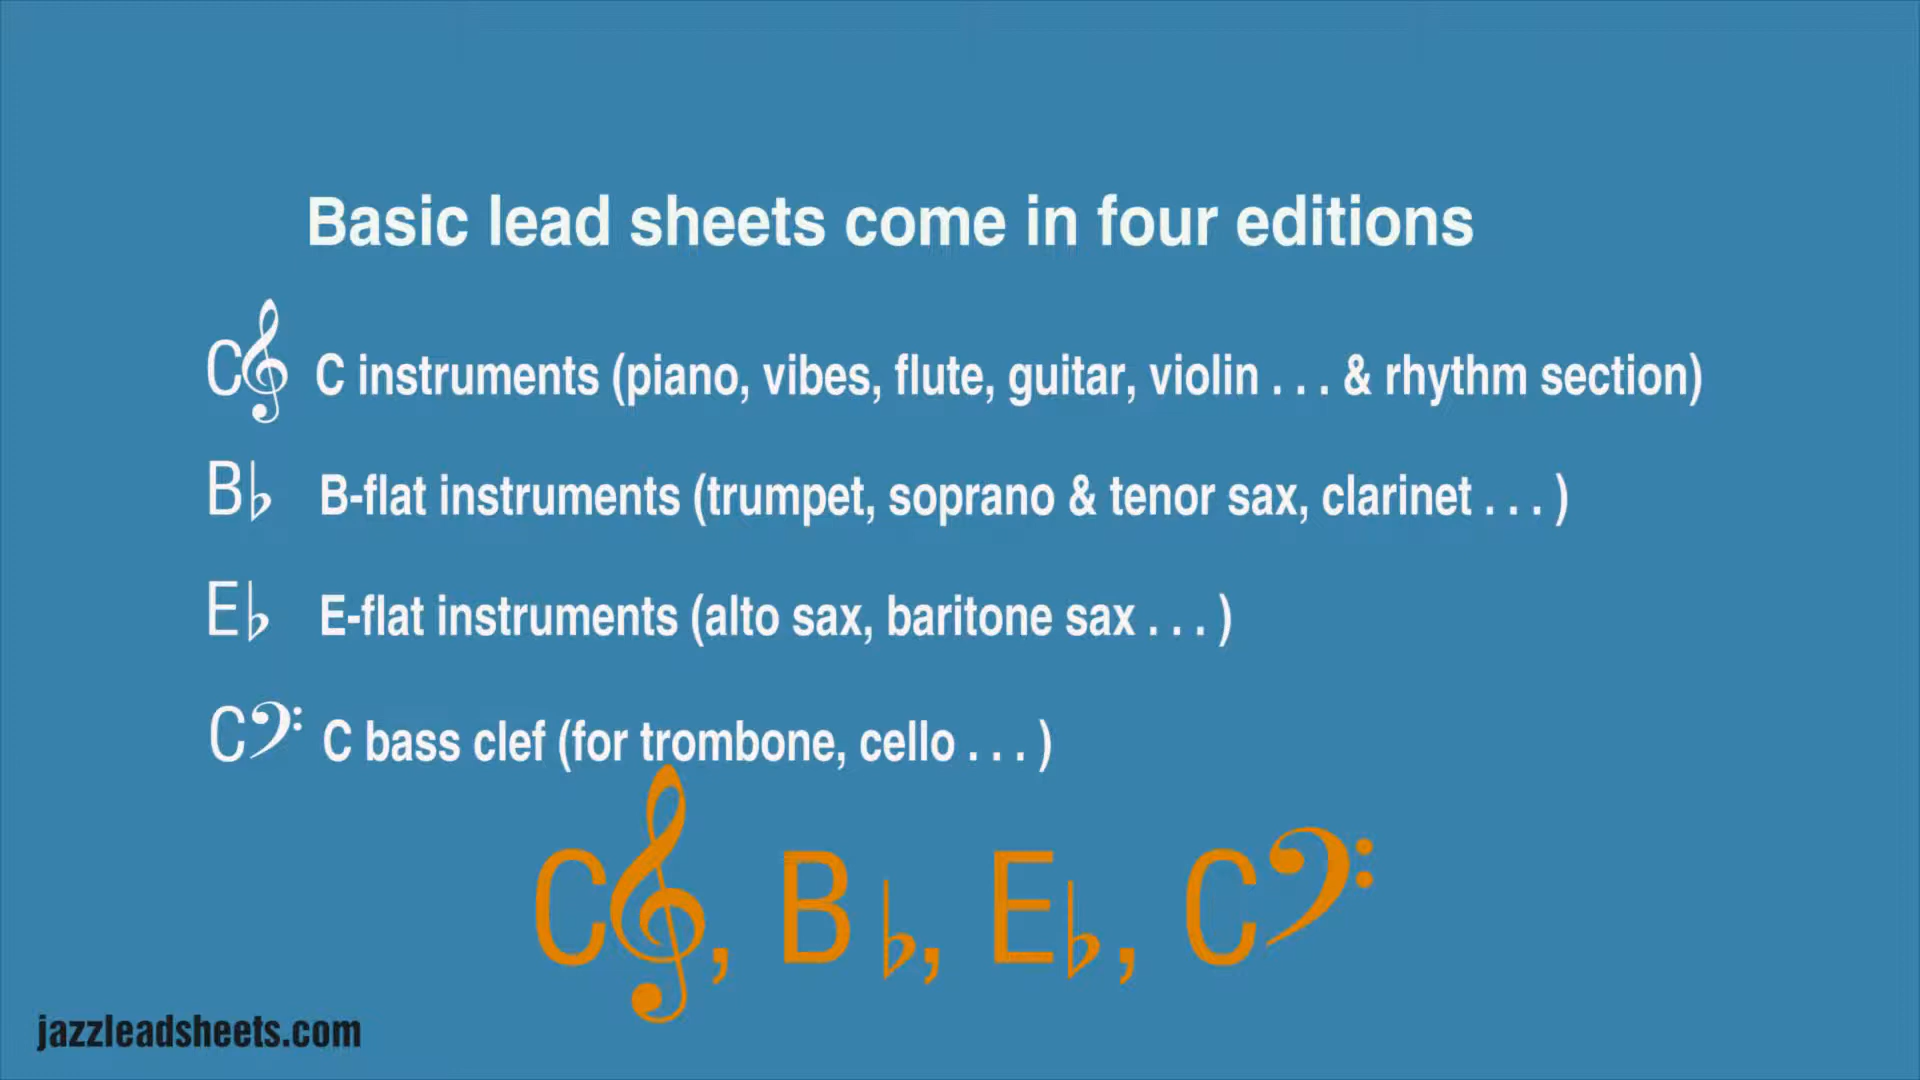 Basic lead sheets come in four editions
C𝄞 C instruments (piano, vibes, flute, guitar, violin . . . & rhythm section)
B♭ B-flat instruments (trumpet, soprano & tenor sax, clarinet . . . )
E♭ E-flat instruments (alto sax, baritone sax . . . )
C𝄢 C bass clef (for trombone, cello . . . )
C𝄞, B♭, E♭, C𝄢
jazzleadsheets.com